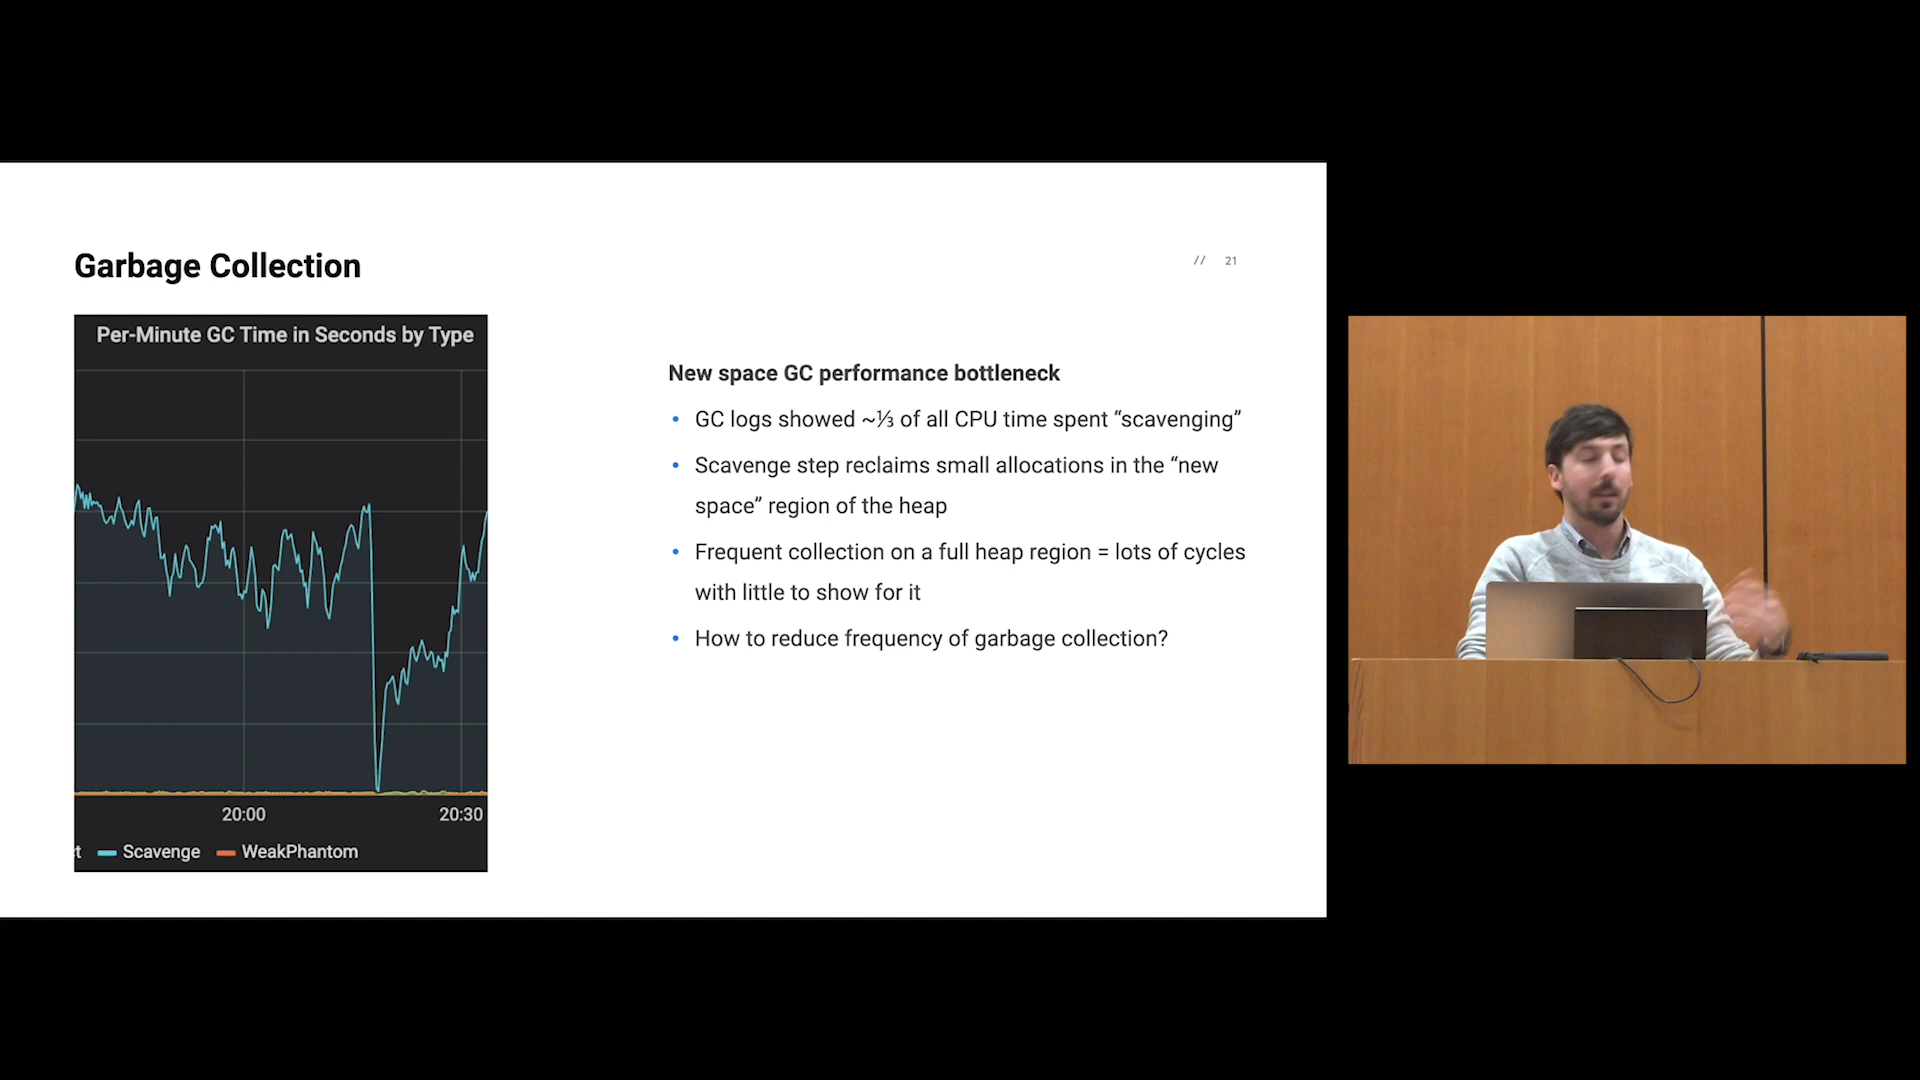 Garbage Collection
// 21
Per-Minute GC Time in Seconds by Type
20:00 20:30
t Scavenge WeakPhantom
New space GC performance bottleneck
• GC logs showed ~⅓ of all CPU time spent “scavenging”
• Scavenge step reclaims small allocations in the “new
space” region of the heap
• Frequent collection on a full heap region = lots of cycles
with little to show for it
• How to reduce frequency of garbage collection?